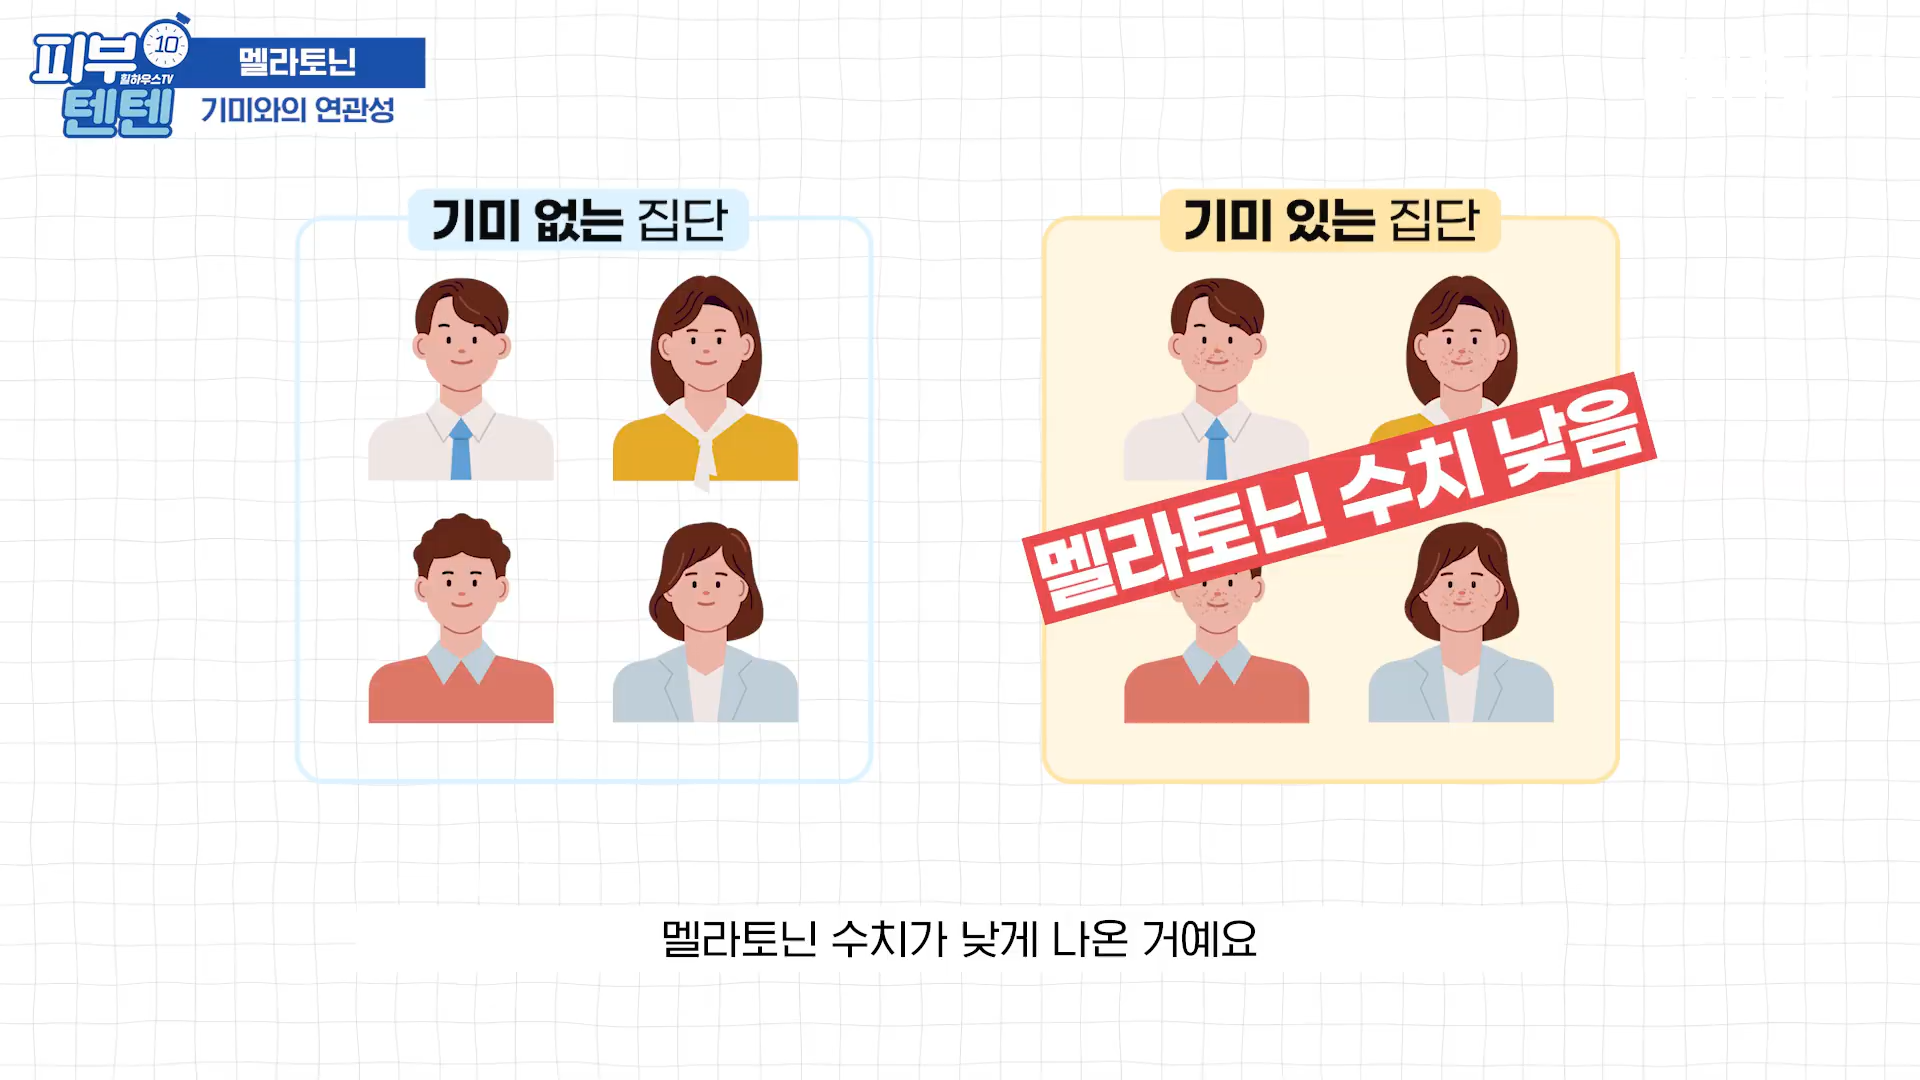 피부
10
힐하우스TV
텐텐
멜라토닌
기미와의 연관성
기미 없는 집단
기미 있는 집단
멜라토닌 수치 낮음
멜라토닌 수치가 낮게 나온 거예요